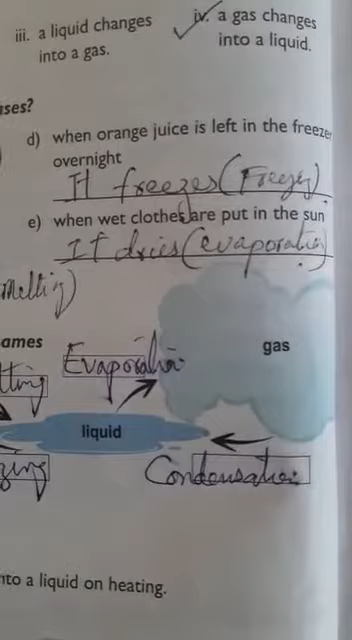 iii. a liquid changes
into a gas.
iv. a gas changes
into a liquid.
ses?
d) when orange juice is left in the freezer
overnight
It freezes (Freezing)
e) when wet clothes are put in the sun
It dries (evaporation)
melting)
ames
Evaporation
gas
lting
liquid
zing
Condensation
nto a liquid on heating.